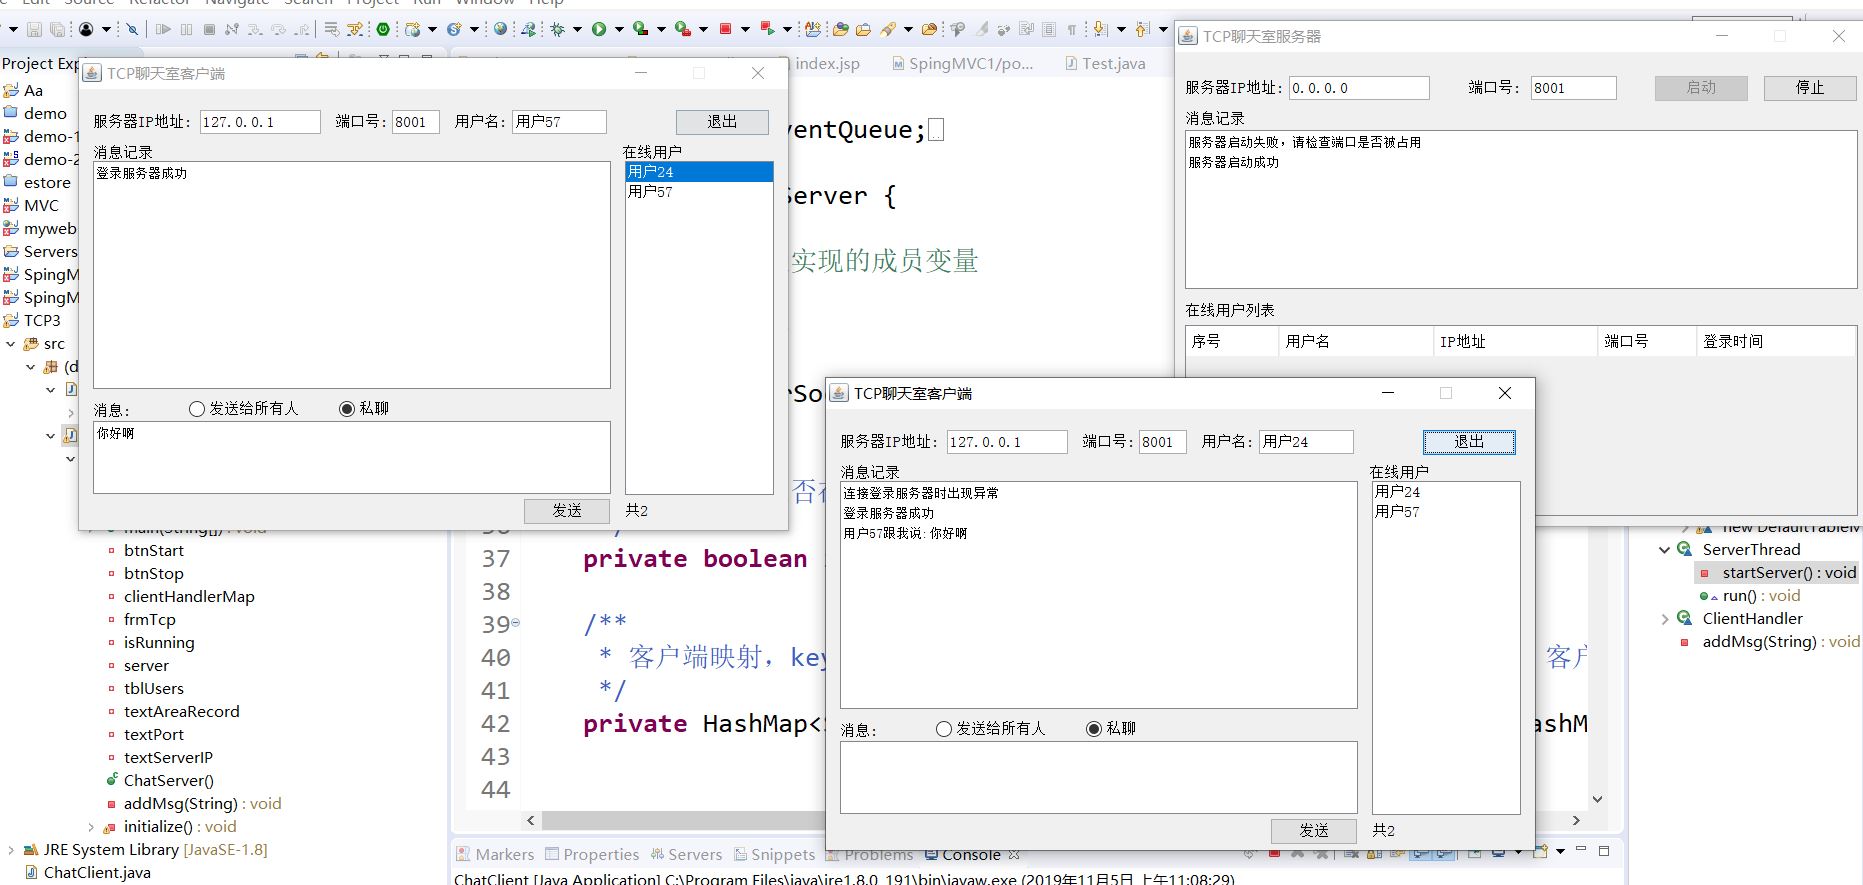 Edit Source Refactor Navigate Search Project Run Window Help
Project Exp
index.jsp
SpingMVC1/po...
Test.java
Aa
demo
demo-1
demo-2
estore
MVC
myweb
Servers
SpingM
SpingM
TCP3
src
(d
main(String[]) : void
btnStart
btnStop
clientHandlerMap
frmTcp
isRunning
server
tblUsers
textAreaRecord
textPort
textServerIP
ChatServer()
addMsg(String) : void
initialize() : void
JRE System Library [JavaSE-1.8]
ChatClient.java
TCP聊天室客户端
服务器IP地址: 127.0.0.1 端口号: 8001 用户名: 用户57 退出
消息记录 在线用户
登录服务器成功
用户24
用户57
消息: 发送给所有人 私聊
你好啊
发送 共2
ventQueue;
Server {
实现的成员变量
rSo
否在
36 */
37 private boolean
38
39 /**
40 * 客户端映射，key 客户
41 */
42 private HashMap< ashM
43
44
TCP聊天室服务器
服务器IP地址: 0.0.0.0 端口号: 8001 启动 停止
消息记录
服务器启动失败，请检查端口是否被占用
服务器启动成功
在线用户列表
序号 用户名 IP地址 端口号 登录时间
TCP聊天室客户端
服务器IP地址: 127.0.0.1 端口号: 8001 用户名: 用户24 退出
消息记录 在线用户
连接登录服务器时出现异常
登录服务器成功
用户57跟我说:你好啊
用户24
用户57
消息: 发送给所有人 私聊
发送 共2
new DefaultTableM
ServerThread
startServer() : void
run() : void
ClientHandler
addMsg(String) : void
Markers Properties Servers Snippets Problems Console
ChatClient [Java Application] C:\Program Files\java\jre1.8.0_191\bin\javaw.exe (2019年11月5日 上午11:08:29)